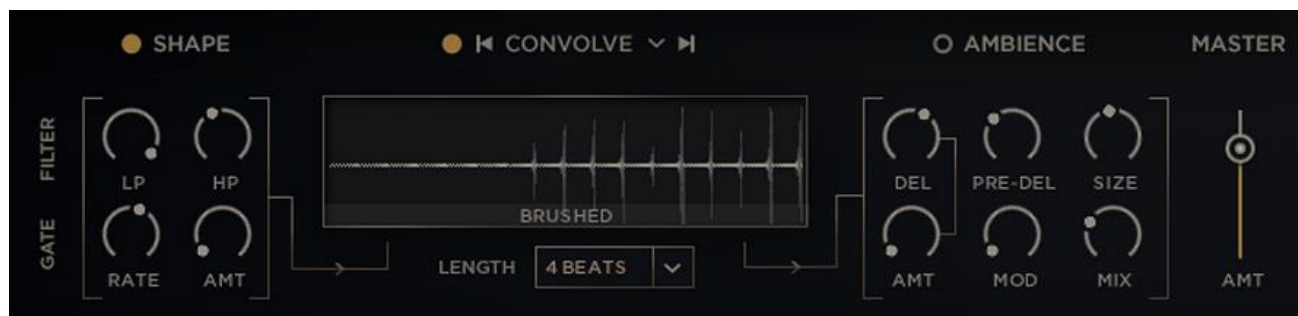 SHAPE
CONVOLVE
AMBIENCE
MASTER
FILTER
LP
HP
GATE
RATE
AMT
BRUSHED
LENGTH
4 BEATS
DEL
PRE-DEL
SIZE
AMT
MOD
MIX
AMT